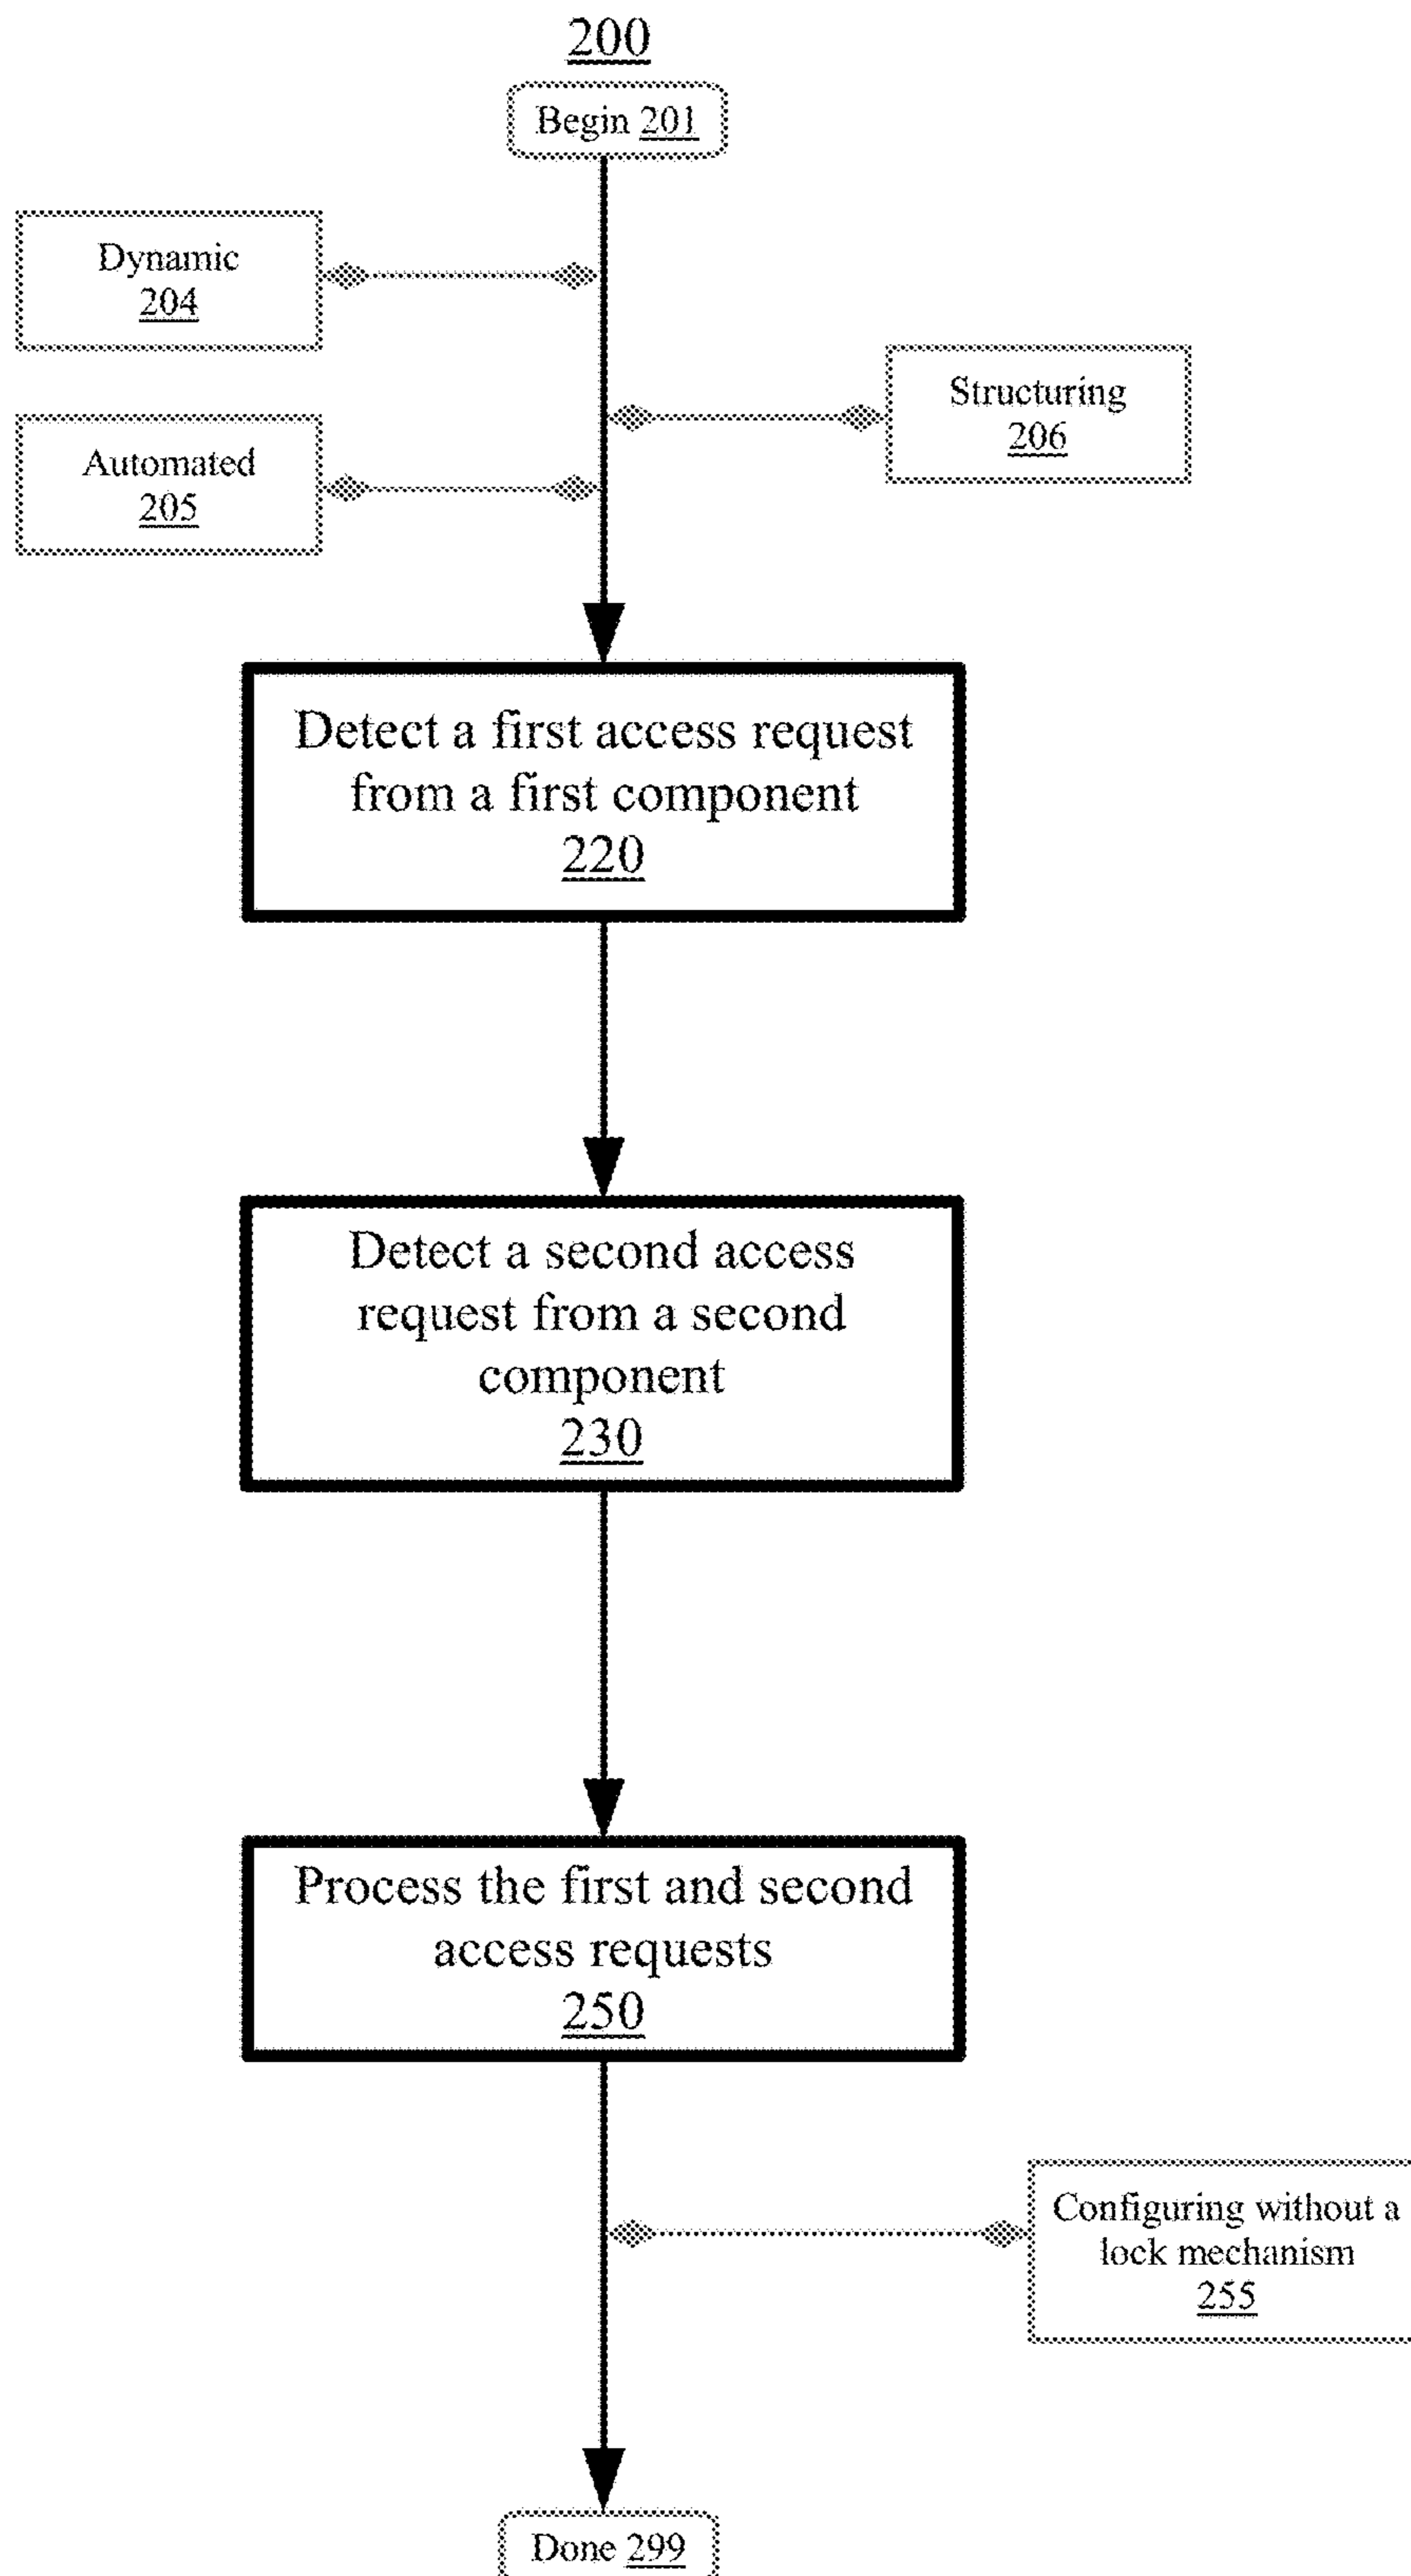 200
Begin 201
Dynamic
204
Structuring
206
Automated
205
Detect a first access request
from a first component
220
Detect a second access
request from a second
component
230
Process the first and second
access requests
250
Configuring without a
lock mechanism
255
Done 299